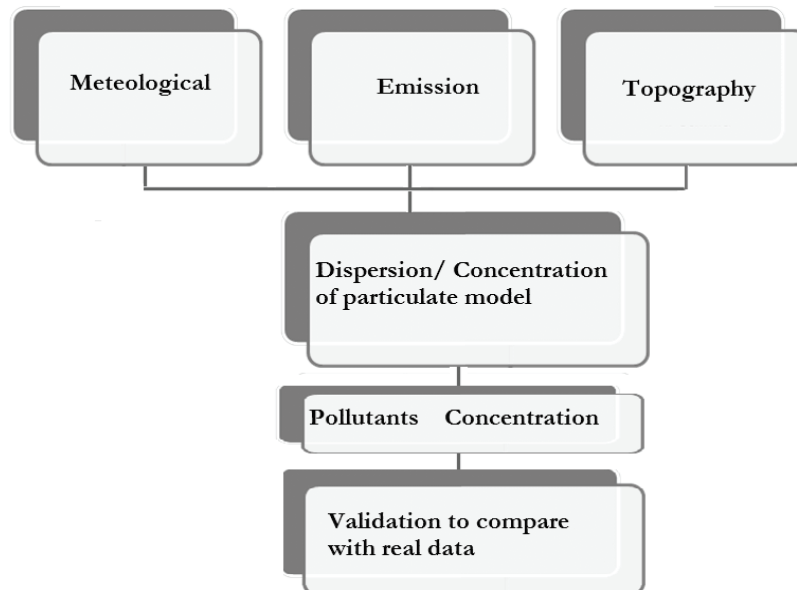 Meteological
Emission
Topography
Dispersion/ Concentration
of particulate model
Pollutants Concentration
Validation to compare
with real data